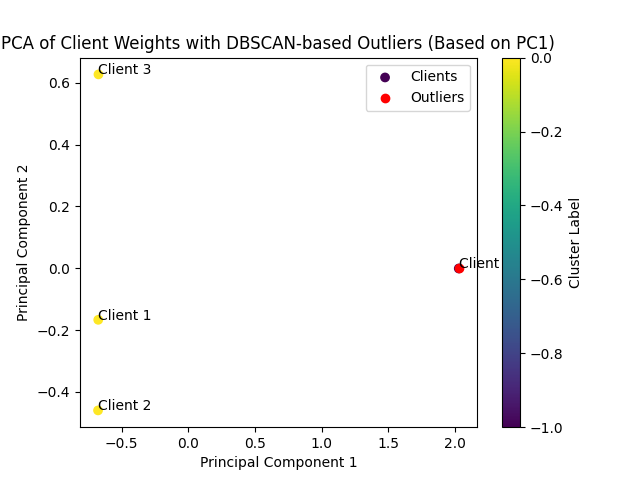 PCA of Client Weights with DBSCAN-based Outliers (Based on PC1)
Client 3
Clients
Outliers
Client
Client 1
Client 2
0.6
0.4
0.2
0.0
−0.2
−0.4
Principal Component 2
−0.5
0.0
0.5
1.0
1.5
2.0
Principal Component 1
0.0
−0.2
−0.4
−0.6
−0.8
−1.0
Cluster Label